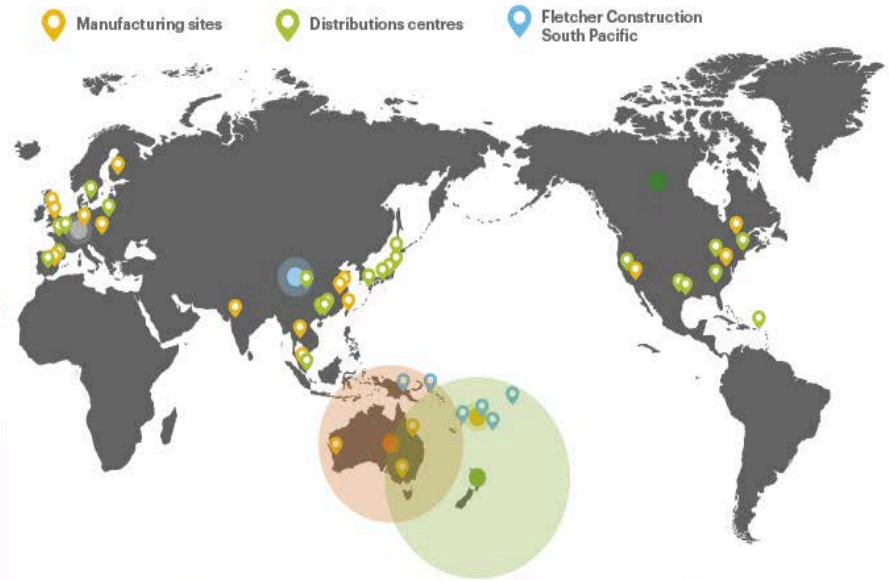 Manufacturing sites
Distributions centres
Fletcher Construction
South Pacific